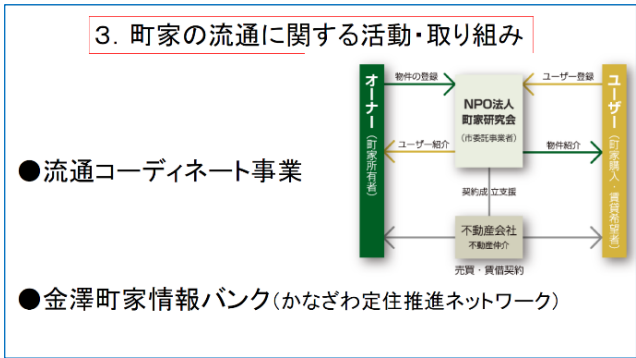 3. 町家の流通に関する活動・取り組み
オーナー(町家所有者)
物件の登録
NPO法人
町家研究会
(市委託事業者)
ユーザー登録
ユーザー(町家購入・賃貸希望者)
ユーザー紹介
物件紹介
●流通コーディネート事業
契約成立支援
不動産会社
不動産仲介
売買・賃借契約
●金澤町家情報バンク(かなざわ定住推進ネットワーク)